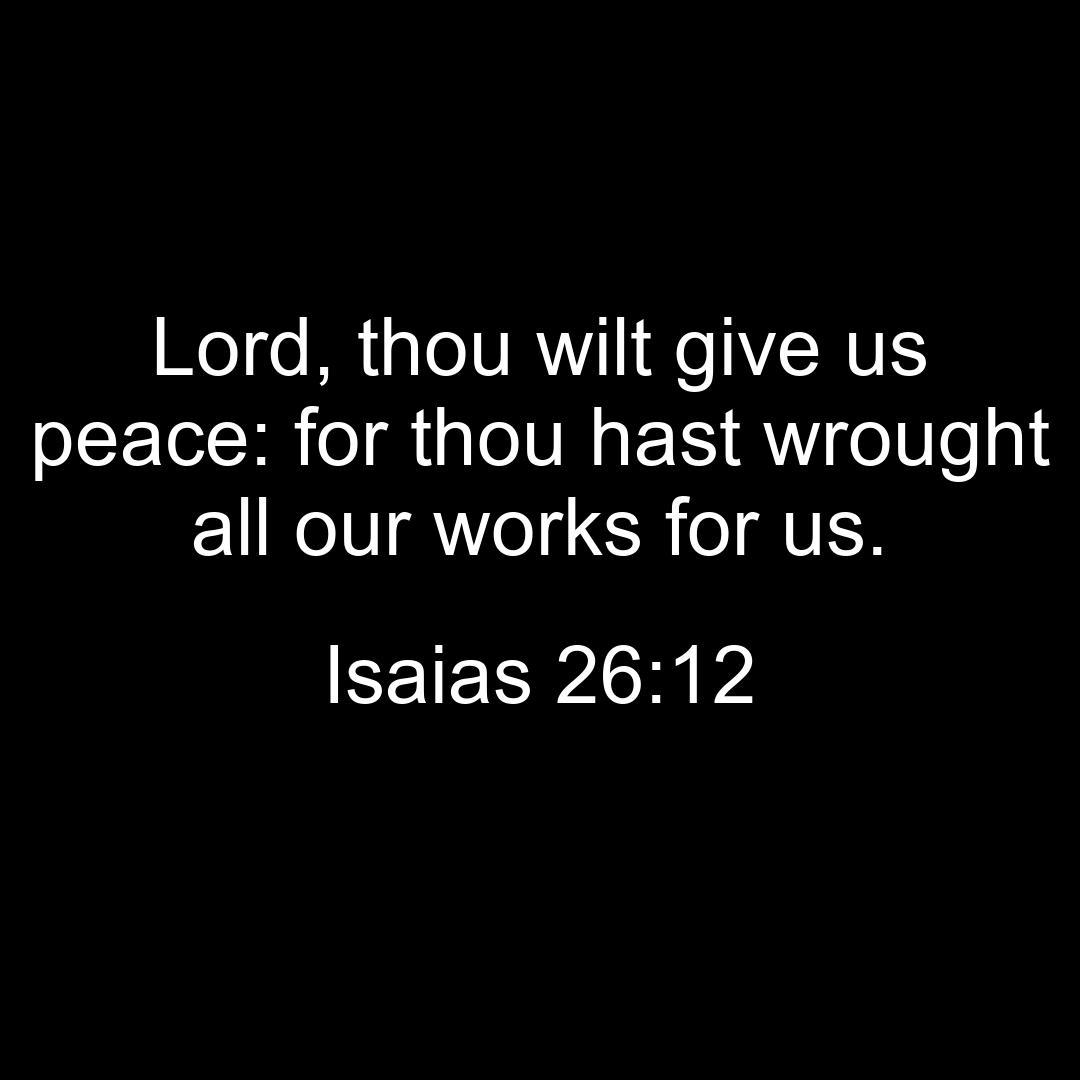 Lord, thou wilt give us
peace: for thou hast wrought
all our works for us.
Isaias 26:12